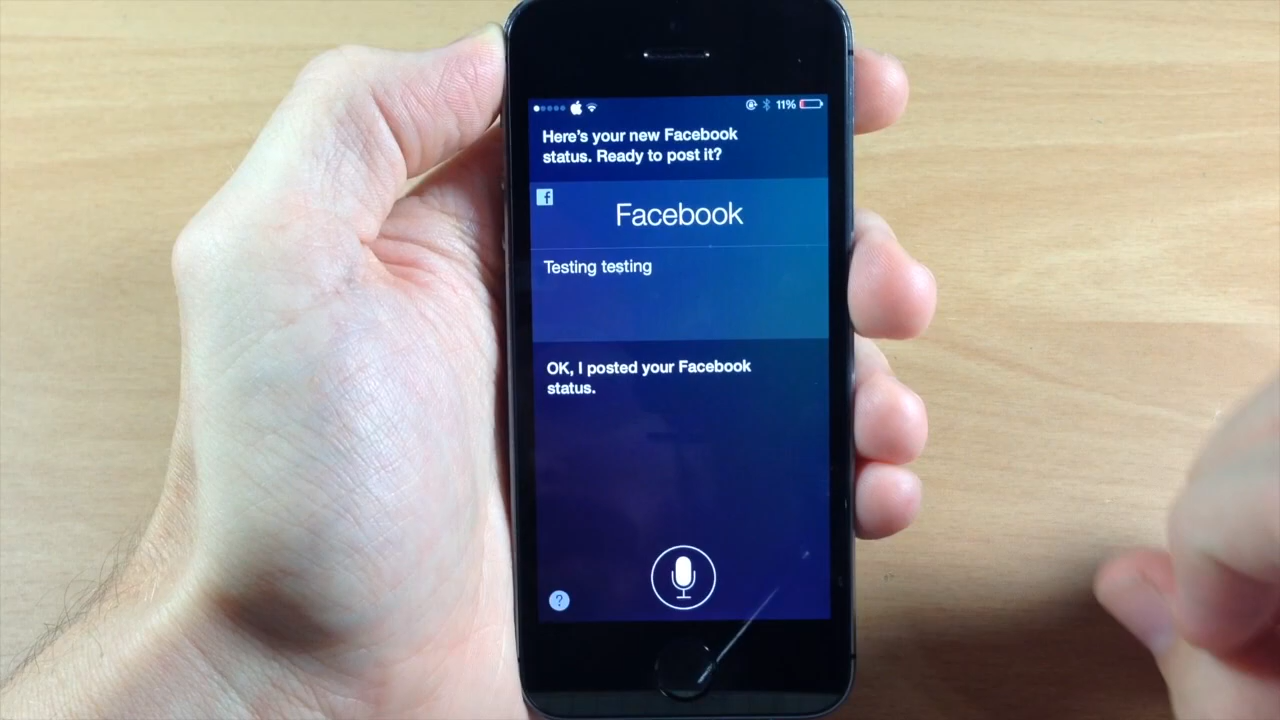 11%
Here's your new Facebook
status. Ready to post it?
f
Facebook
Testing testing
OK, I posted your Facebook
status.
?